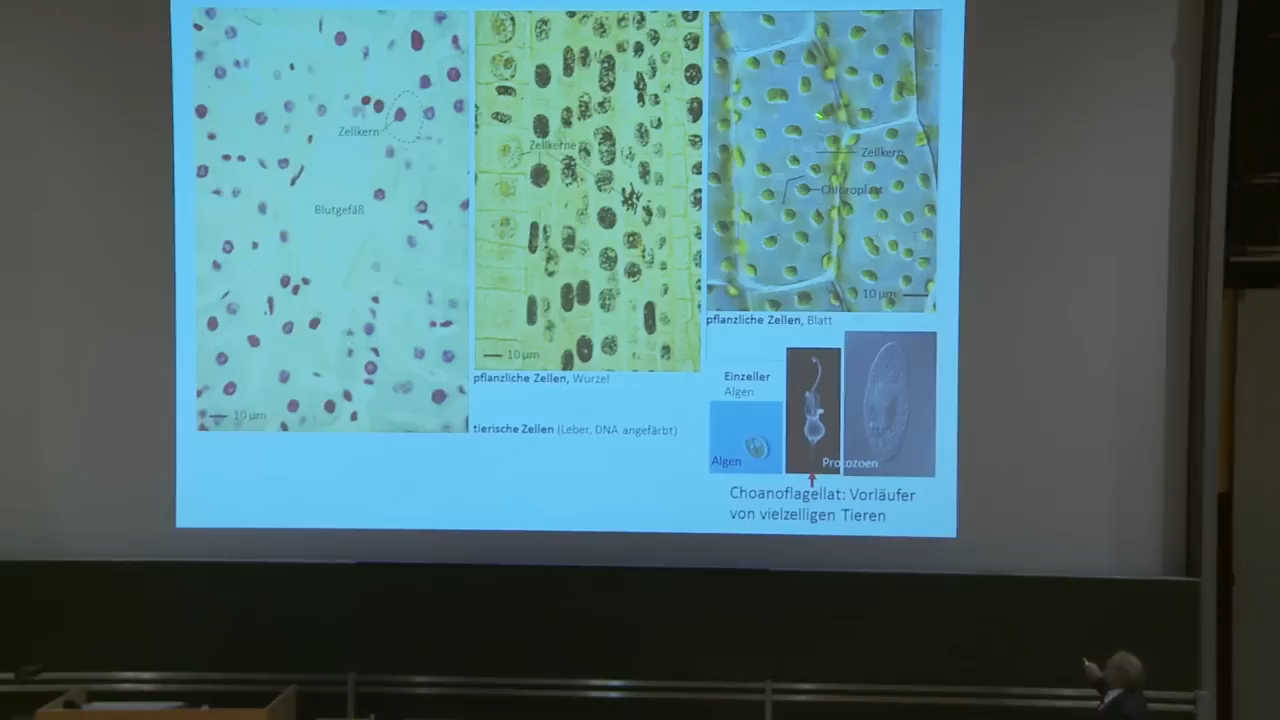 Zellkern
Blutgefäß
10 µm
Zellkerne
10 µm
pflanzliche Zellen, Wurzel
tierische Zellen (Leber, DNA angefärbt)
Zellkern
Chloroplast
10 µm
pflanzliche Zellen, Blatt
Einzeller
Algen
Algen
Protozoen
Choanoflagellat: Vorläufer
von vielzelligen Tieren